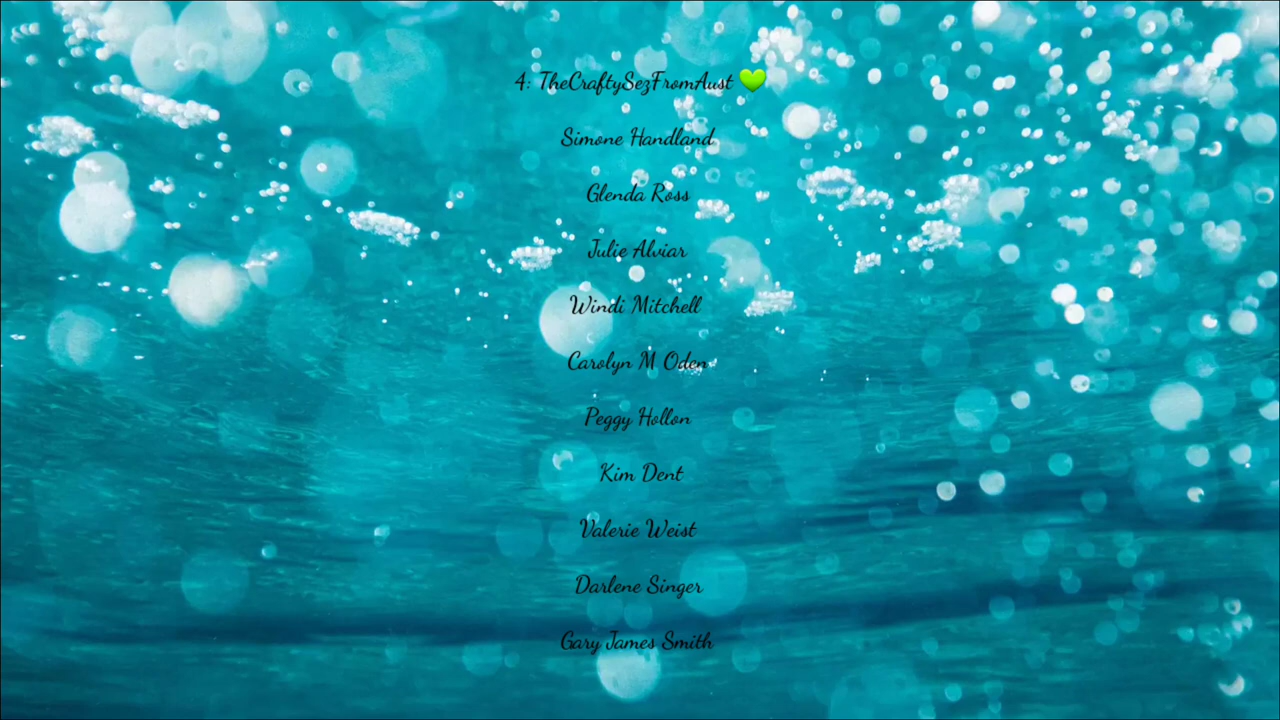 4: TheCraftySezFromAust 💚
Simone Handland
Glenda Ross
Julie Alviar
Windi Mitchell
Carolyn M Oden
Peggy Hollon
Kim Dent
Valerie Weist
Darlene Singer
Gary James Smith